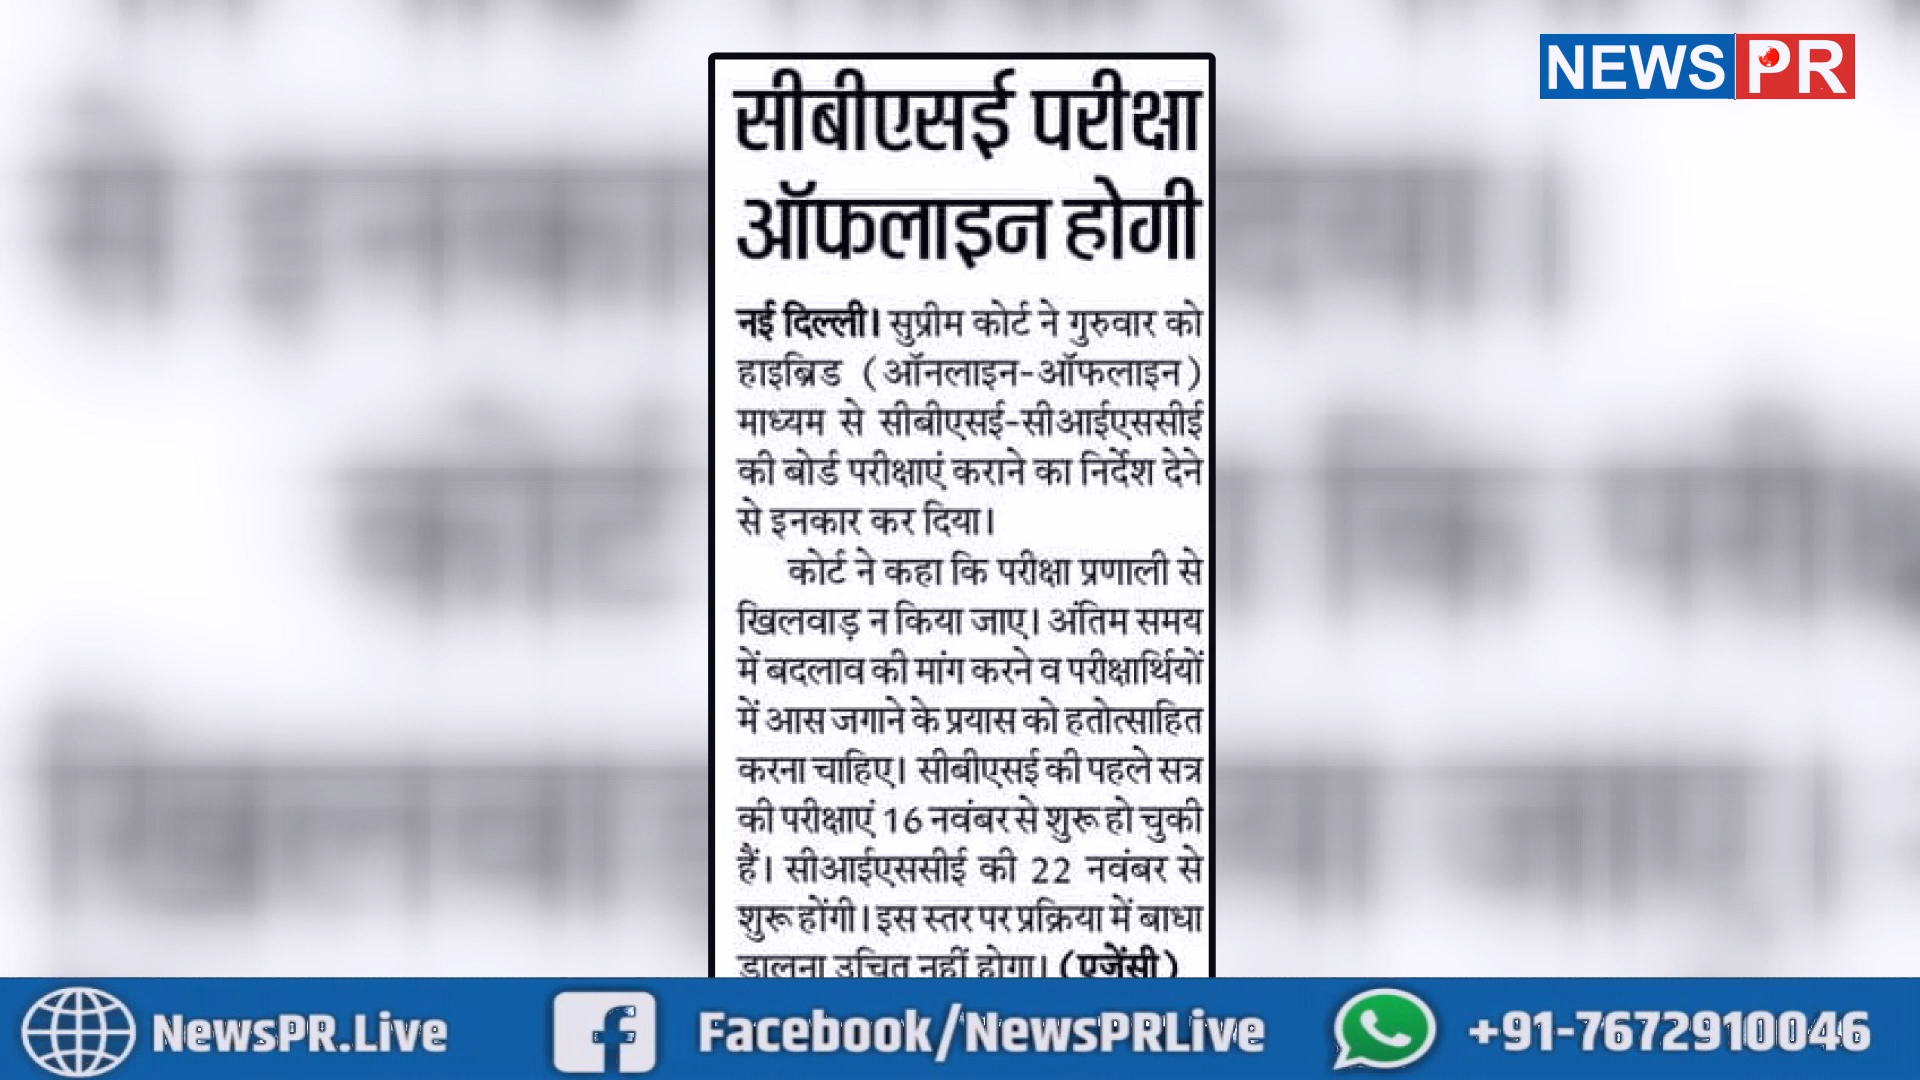 NEWS PR
सीबीएसई परीक्षा
ऑफलाइन होगी
नई दिल्ली। सुप्रीम कोर्ट ने गुरुवार को
हाइब्रिड (ऑनलाइन-ऑफलाइन)
माध्यम से सीबीएसई-सीआईएससीई
की बोर्ड परीक्षाएं कराने का निर्देश देने
से इनकार कर दिया।
कोर्ट ने कहा कि परीक्षा प्रणाली से
खिलवाड़ न किया जाए। अंतिम समय
में बदलाव की मांग करने व परीक्षार्थियों
में आस जगाने के प्रयास को हतोत्साहित
करना चाहिए। सीबीएसई की पहले सत्र
की परीक्षाएं 16 नवंबर से शुरू हो चुकी
हैं। सीआईएससीई की 22 नवंबर से
शुरू होंगी। इस स्तर पर प्रक्रिया में बाधा
डालना उचित नहीं होगा। (एजेंसी)
NewsPR.Live
Facebook/NewsPRLive
+91-7672910046